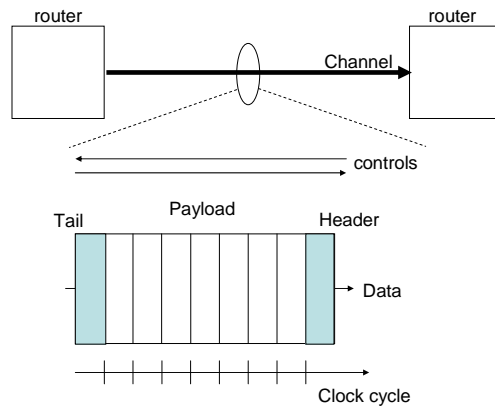 router
router
Channel
controls
Payload
Tail
Header
Data
Clock cycle